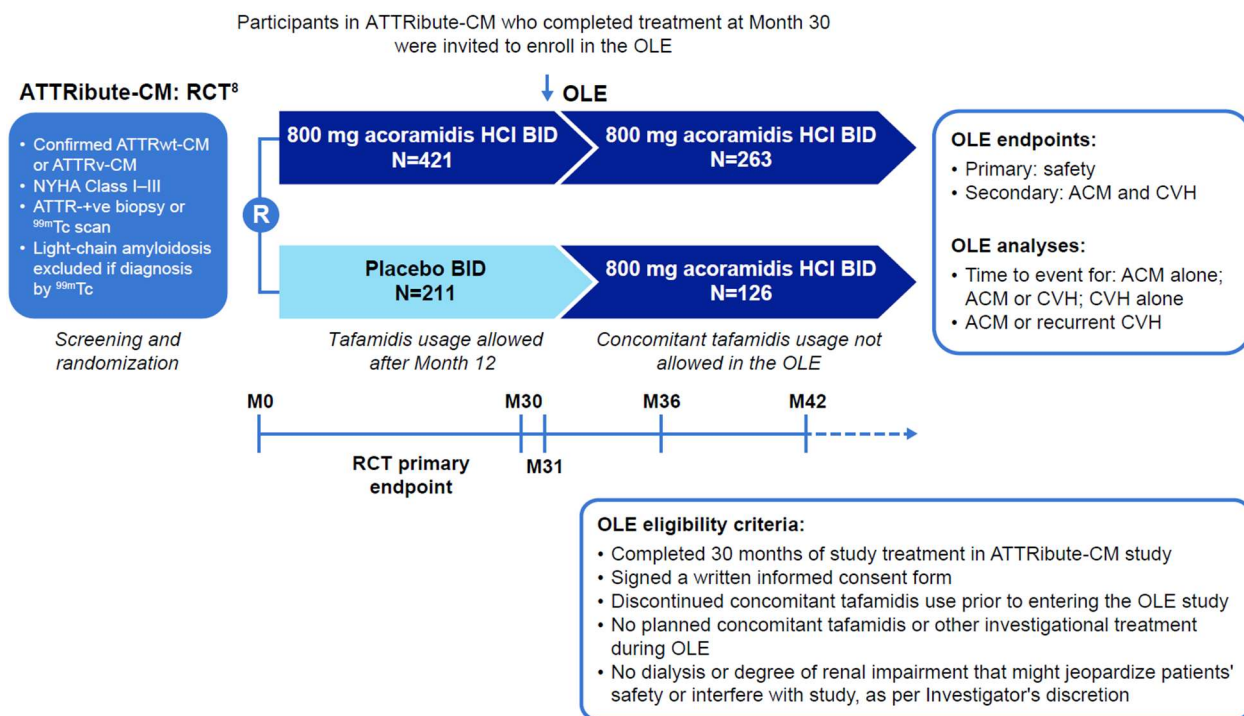 Participants in ATTRibute-CM who completed treatment at Month 30
were invited to enroll in the OLE
ATTRibute-CM: RCT⁸
OLE
• Confirmed ATTRwt-CM
or ATTRv-CM
• NYHA Class I–III
• ATTR-+ve biopsy or
⁹⁹ᵐTc scan
• Light-chain amyloidosis
excluded if diagnosis
by ⁹⁹ᵐTc
Screening and
randomization
R
800 mg acoramidis HCl BID
N=421
800 mg acoramidis HCl BID
N=263
Placebo BID
N=211
800 mg acoramidis HCl BID
N=126
Tafamidis usage allowed
after Month 12
Concomitant tafamidis usage not
allowed in the OLE
OLE endpoints:
• Primary: safety
• Secondary: ACM and CVH
OLE analyses:
• Time to event for: ACM alone;
ACM or CVH; CVH alone
• ACM or recurrent CVH
M0
M30
M31
M36
M42
RCT primary
endpoint
OLE eligibility criteria:
• Completed 30 months of study treatment in ATTRibute-CM study
• Signed a written informed consent form
• Discontinued concomitant tafamidis use prior to entering the OLE study
• No planned concomitant tafamidis or other investigational treatment
during OLE
• No dialysis or degree of renal impairment that might jeopardize patients'
safety or interfere with study, as per Investigator's discretion